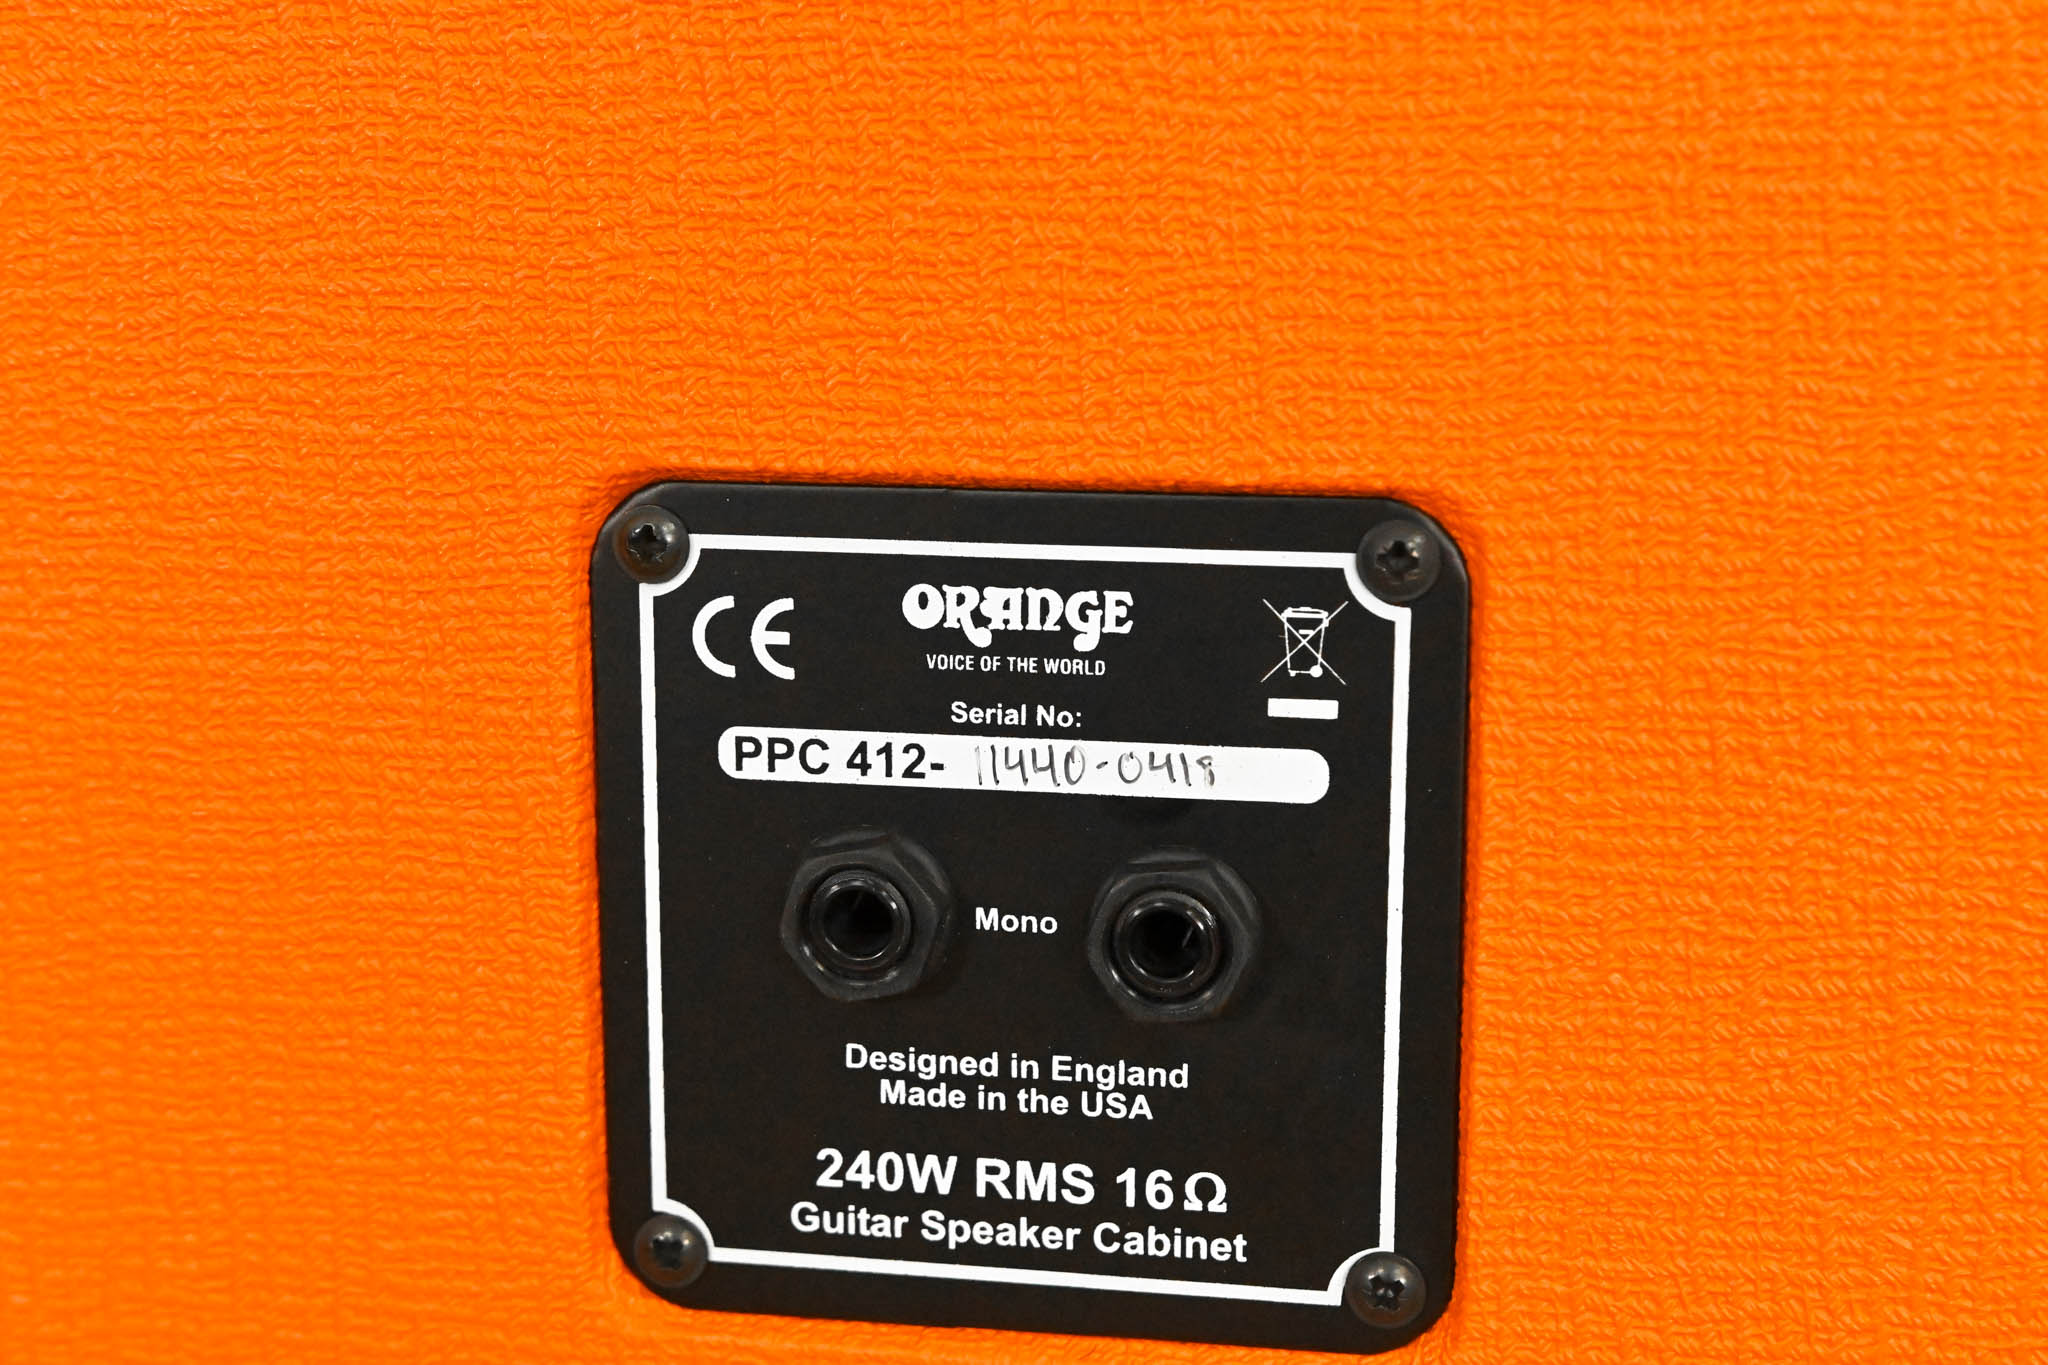 CE
ORANGE
VOICE OF THE WORLD
Serial No:
PPC 412- 11440-0418
Mono
Designed in England
Made in the USA
240W RMS 16Ω
Guitar Speaker Cabinet